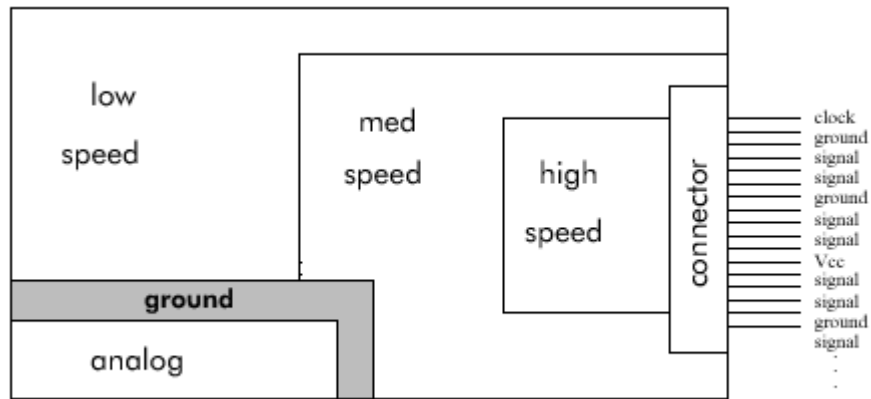 low
speed
med
speed
high
speed
ground
analog
connector
clock
ground
signal
signal
ground
signal
signal
Vcc
signal
signal
ground
signal
.
.
.